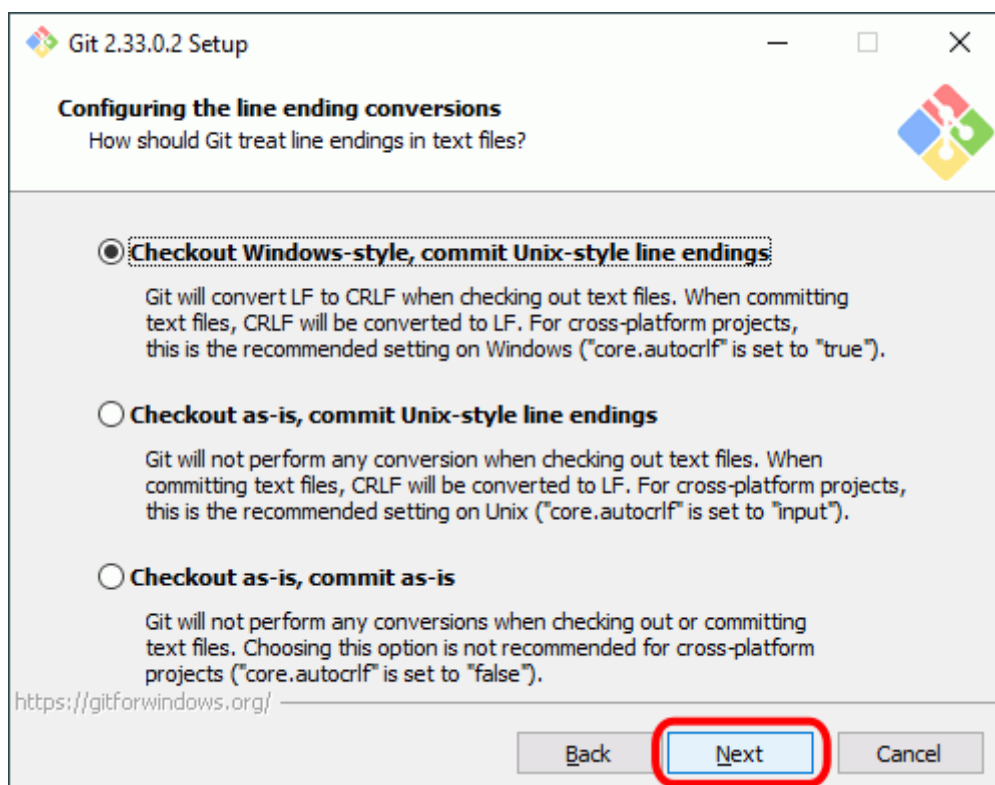 Git 2.33.0.2 Setup
Configuring the line ending conversions
How should Git treat line endings in text files?
Checkout Windows-style, commit Unix-style line endings
Git will convert LF to CRLF when checking out text files. When committing
text files, CRLF will be converted to LF. For cross-platform projects,
this is the recommended setting on Windows ("core.autocrlf" is set to "true").
Checkout as-is, commit Unix-style line endings
Git will not perform any conversion when checking out text files. When
committing text files, CRLF will be converted to LF. For cross-platform projects,
this is the recommended setting on Unix ("core.autocrlf" is set to "input").
Checkout as-is, commit as-is
Git will not perform any conversions when checking out or committing
text files. Choosing this option is not recommended for cross-platform
projects ("core.autocrlf" is set to "false").
https://gitforwindows.org/
Back Next Cancel